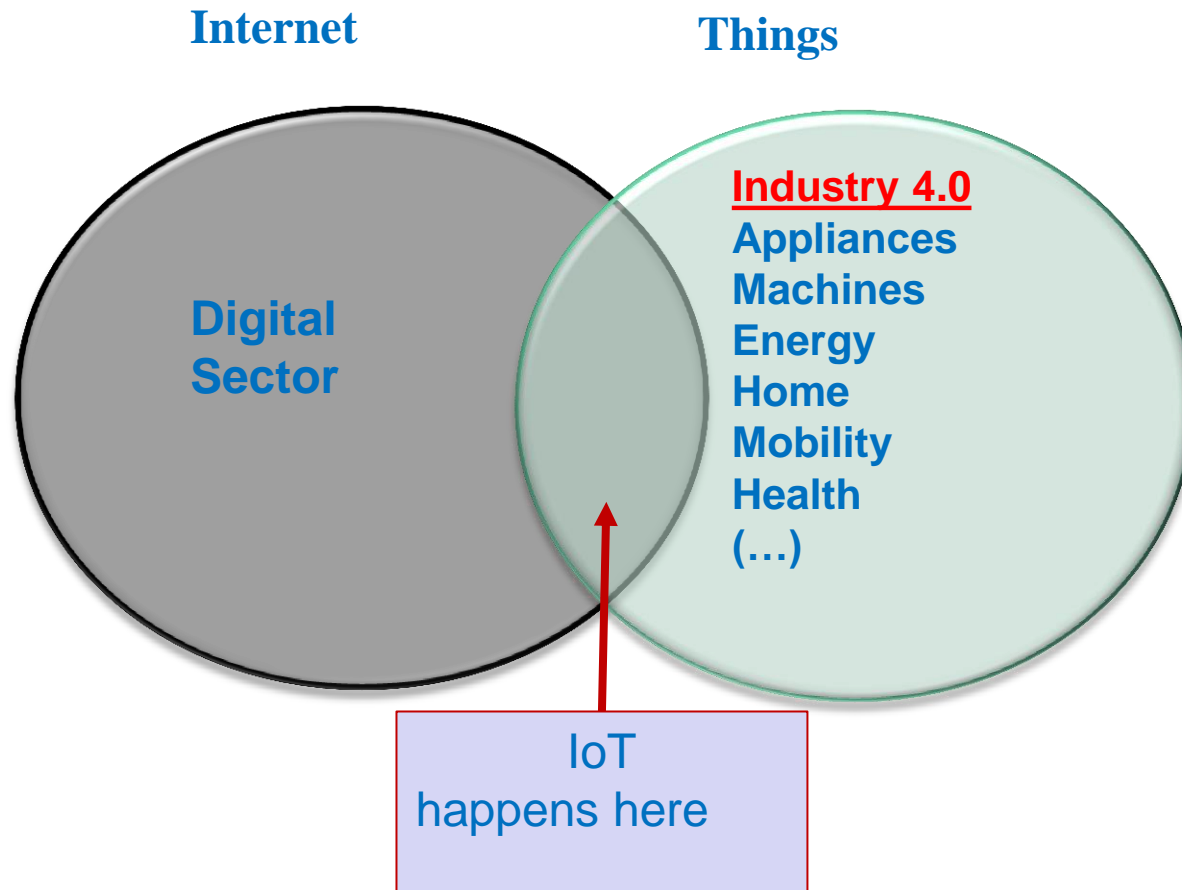 Internet
Things
Digital
Sector
Industry 4.0
Appliances
Machines
Energy
Home
Mobility
Health
(…)
IoT
happens here